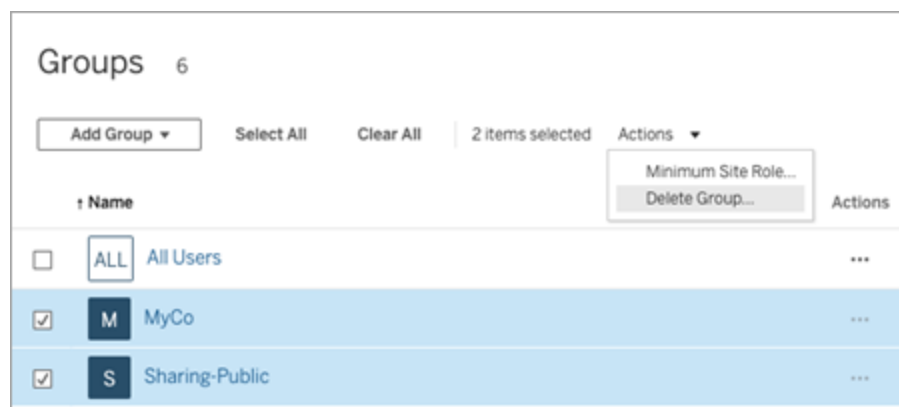 Groups 6
Add Group Select All Clear All 2 items selected Actions
Minimum Site Role...
Delete Group...
↑ Name Actions
ALL All Users
M MyCo
S Sharing-Public